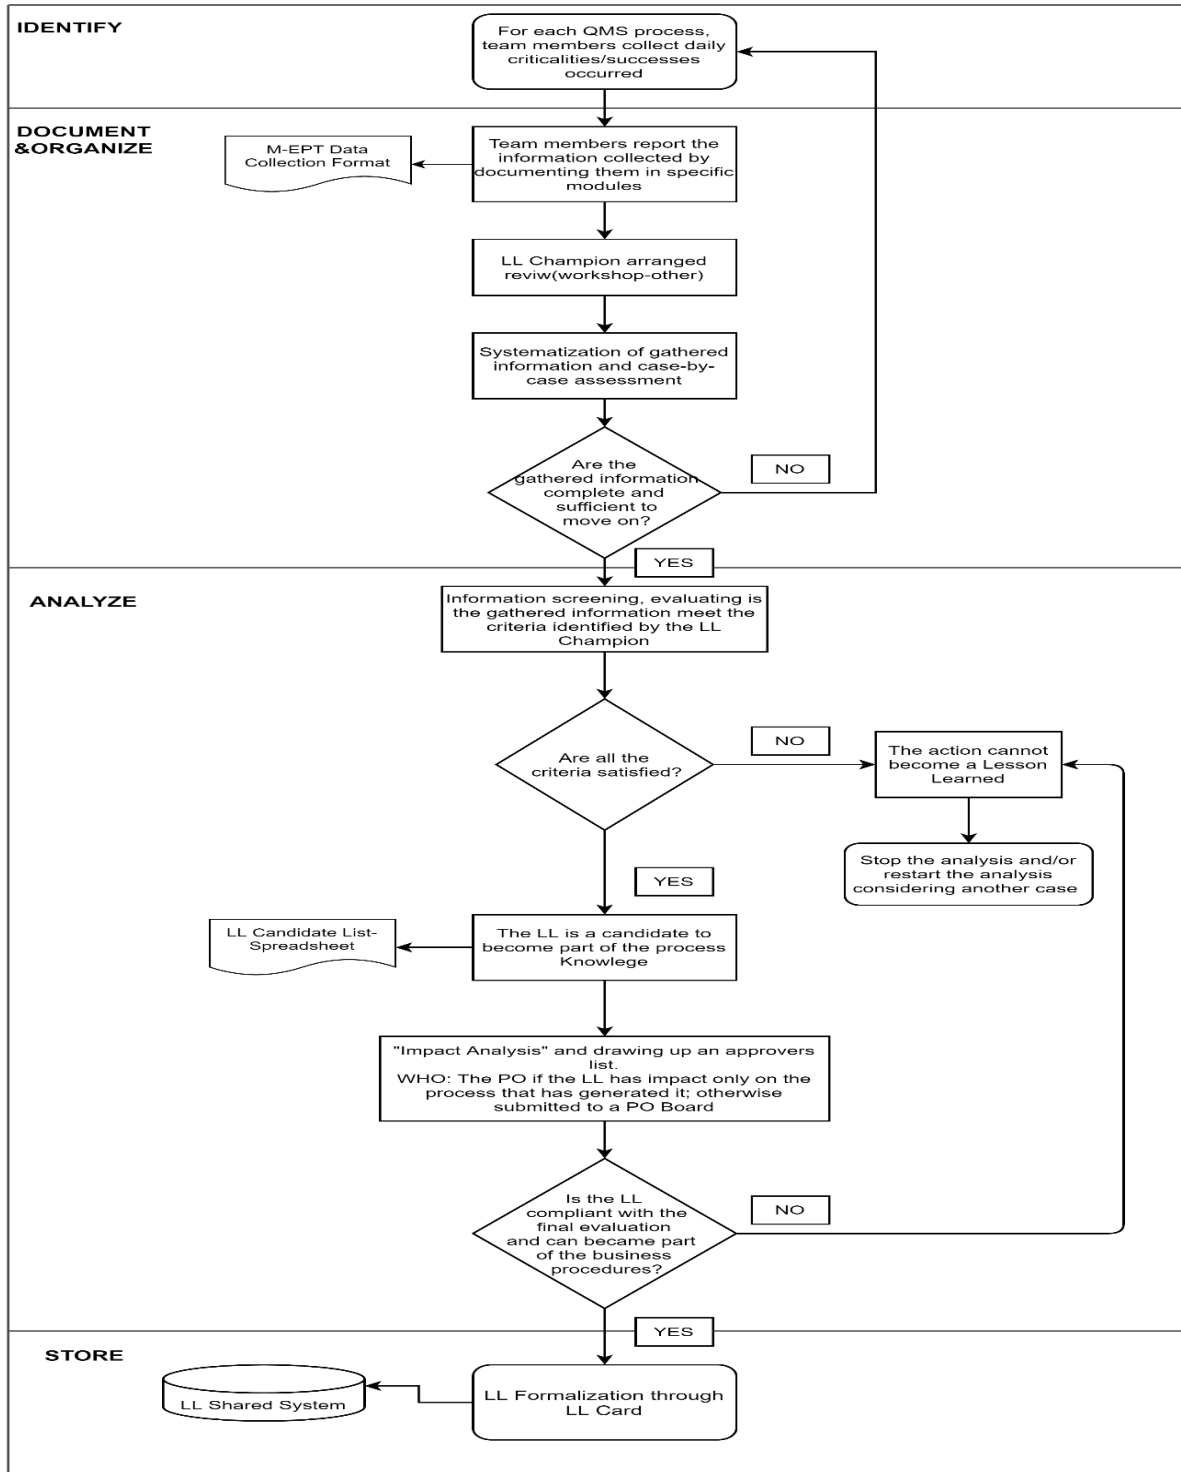 IDENTIFY
For each QMS process,
team members collect daily
criticalities/successes
occurred
DOCUMENT
&ORGANIZE
M-EPT Data
Collection Format
Team members report the
information collected by
documenting them in specific
modules
LL Champion arranged
reviw(workshop-other)
Systematization of gathered
information and case-by-
case assessment
Are the
gathered information
complete and
sufficient to
move on?
NO
YES
ANALYZE
Information screening, evaluating is
the gathered information meet the
criteria identified by the LL
Champion
Are all the
criteria satisfied?
NO
The action cannot
become a Lesson
Learned
Stop the analysis and/or
restart the analysis
considering another case
YES
LL Candidate List-
Spreadsheet
The LL is a candidate to
become part of the process
Knowlege
"Impact Analysis" and drawing up an approvers
list.
WHO: The PO if the LL has impact only on the
process that has generated it; otherwise
submitted to a PO Board
Is the LL
compliant with the
final evaluation
and can became part
of the business
procedures?
NO
YES
STORE
LL Shared System
LL Formalization through
LL Card